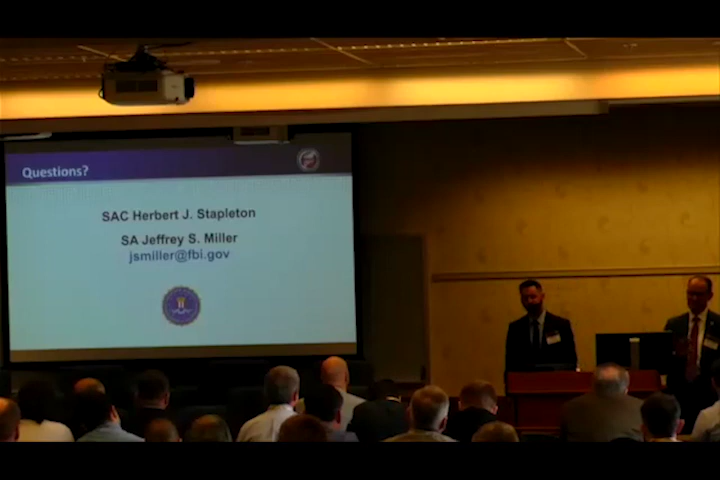 Questions?
SAC Herbert J. Stapleton
SA Jeffrey S. Miller
jsmiller@fbi.gov